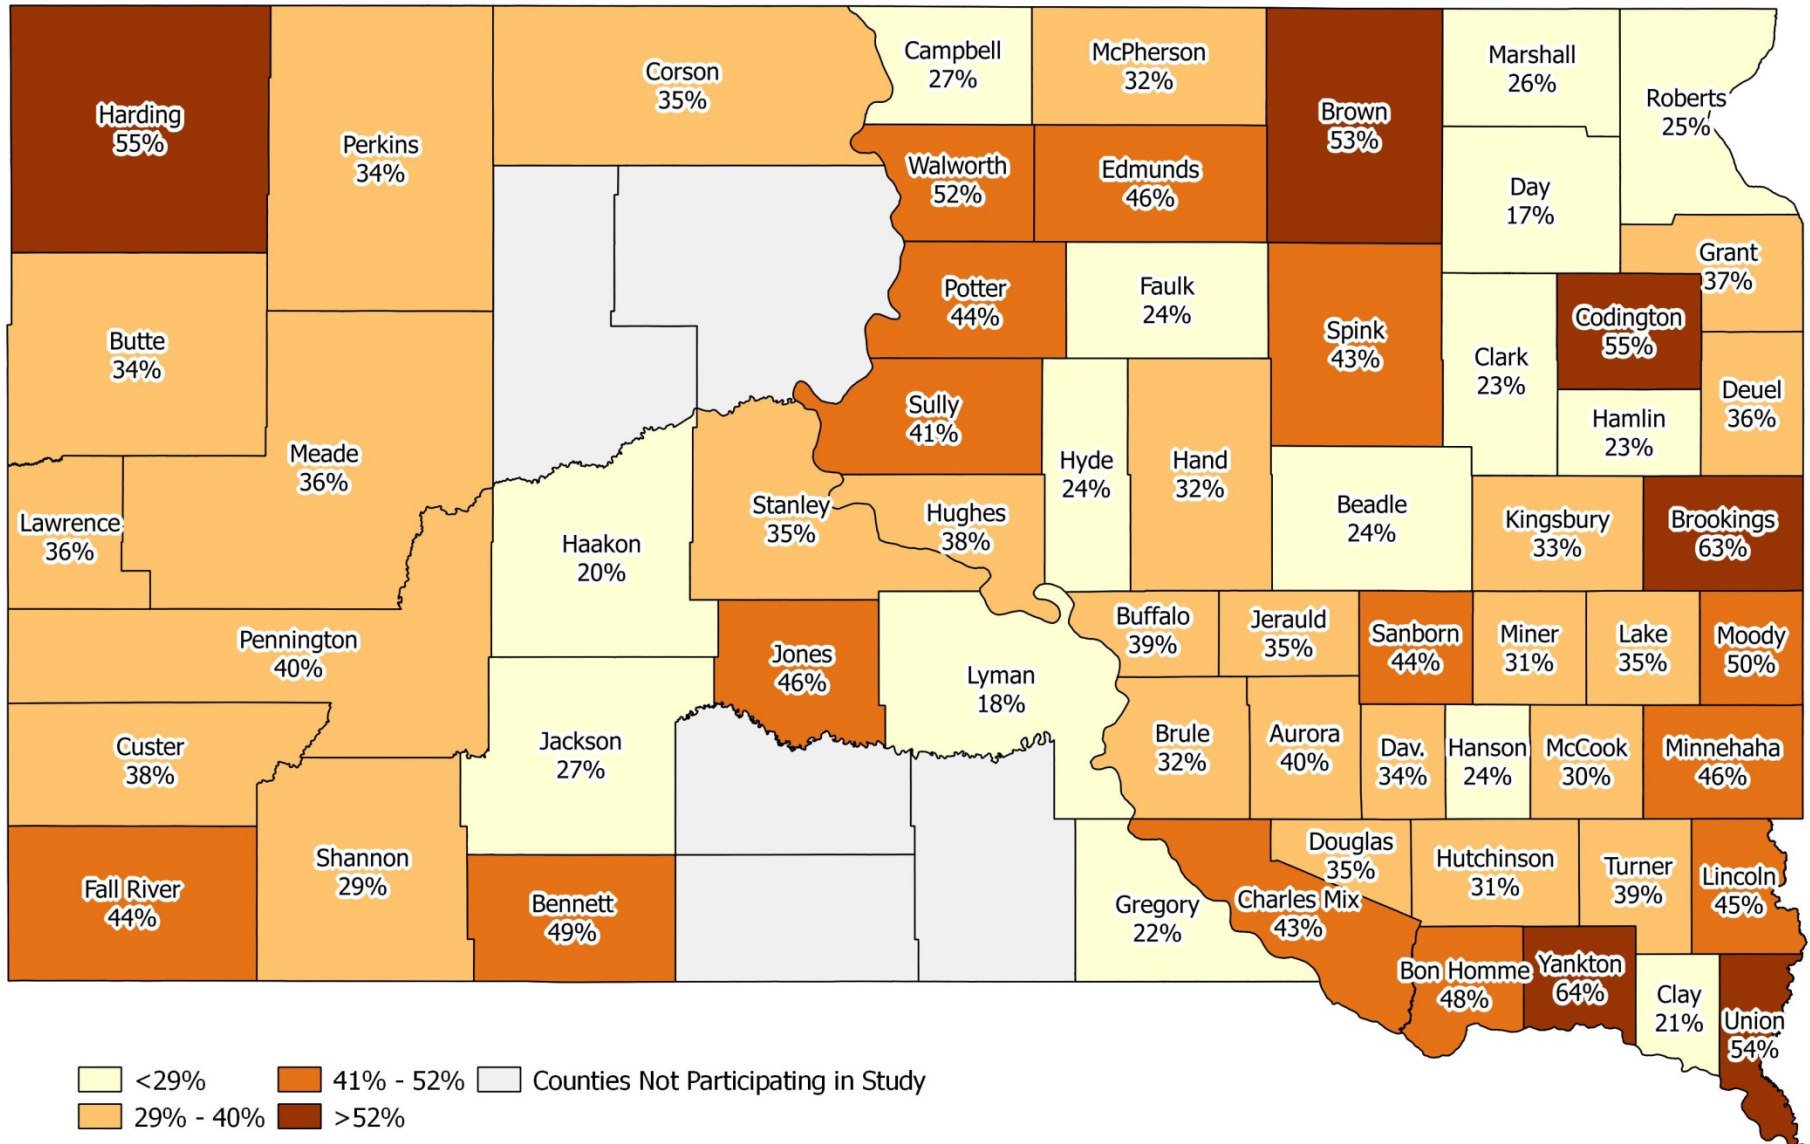 Harding
55%
Perkins
34%
Corson
35%
Campbell
27%
McPherson
32%
Brown
53%
Marshall
26%
Roberts
25%
Walworth
52%
Edmunds
46%
Day
17%
Grant
37%
Butte
34%
Potter
44%
Faulk
24%
Spink
43%
Clark
23%
Codington
55%
Deuel
36%
Meade
36%
Sully
41%
Hyde
24%
Hand
32%
Hamlin
23%
Lawrence
36%
Haakon
20%
Stanley
35%
Hughes
38%
Beadle
24%
Kingsbury
33%
Brookings
63%
Pennington
40%
Jones
46%
Lyman
18%
Buffalo
39%
Jerauld
35%
Sanborn
44%
Miner
31%
Lake
35%
Moody
50%
Custer
38%
Jackson
27%
Brule
32%
Aurora
40%
Dav.
34%
Hanson
24%
McCook
30%
Minnehaha
46%
Fall River
44%
Shannon
29%
Bennett
49%
Gregory
22%
Charles Mix
43%
Douglas
35%
Hutchinson
31%
Turner
39%
Lincoln
45%
Bon Homme
48%
Yankton
64%
Clay
21%
Union
54%
<29%
41% - 52%
Counties Not Participating in Study
29% - 40%
>52%